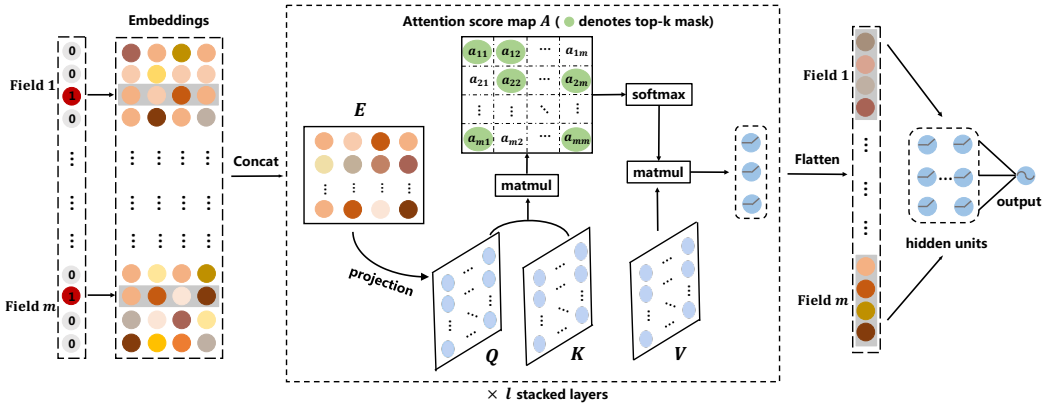 Embeddings
Attention score map A ( denotes top-k mask)
0
0
Field 1
1
0
Concat
E
a11 a12 ... a1m
a21 a22 ... a2m
am1 am2 ... amm
softmax
matmul
matmul
projection
Q
K
V
Flatten
Field 1
Field m
hidden units
output
0
Field m
1
0
0
× l stacked layers